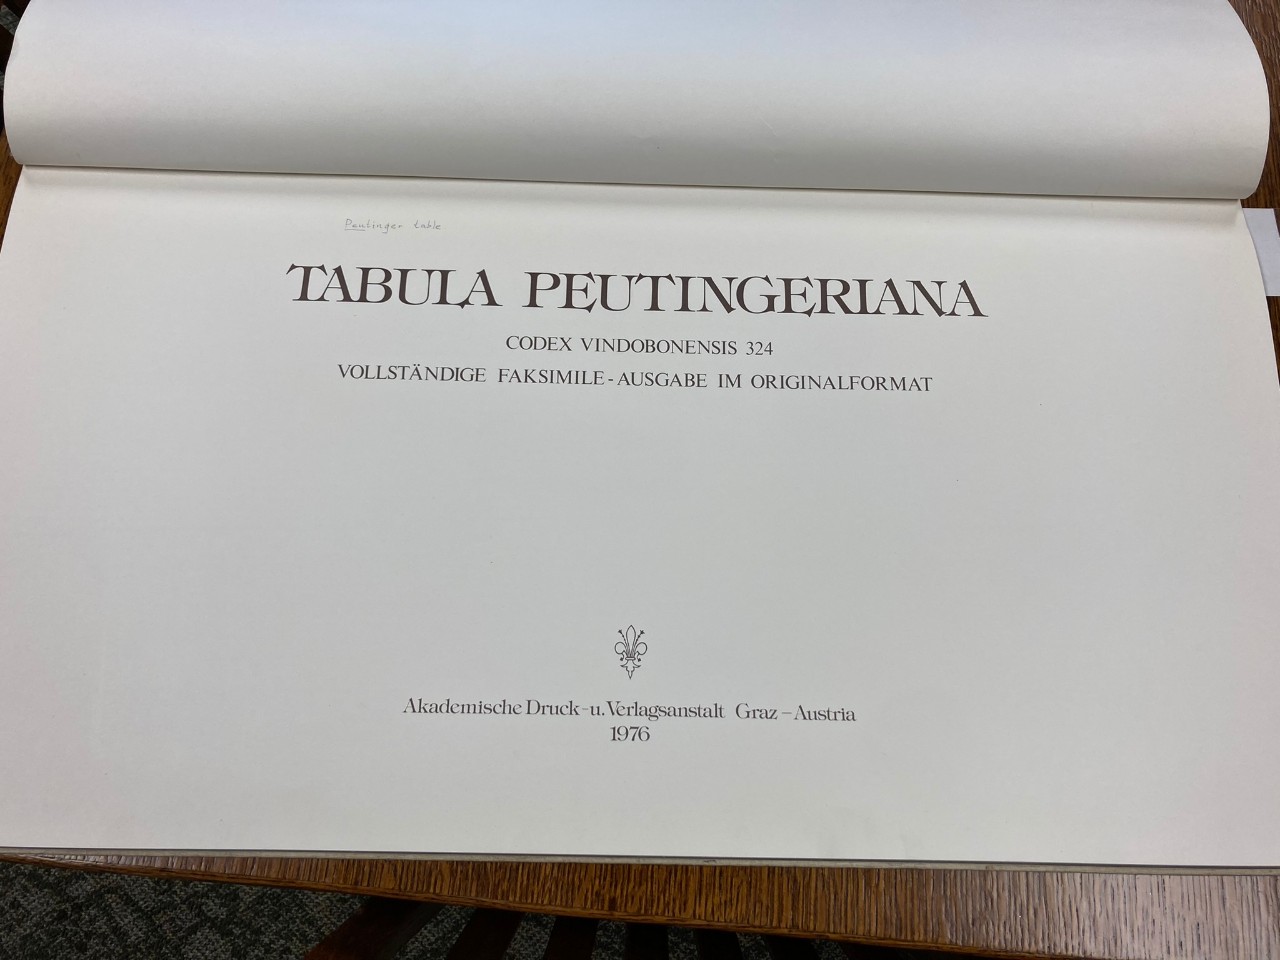 Peutinger table
TABULA PEUTINGERIANA
CODEX VINDOBONENSIS 324
VOLLSTÄNDIGE FAKSIMILE-AUSGABE IM ORIGINALFORMAT
Akademische Druck-u. Verlagsanstalt Graz – Austria
1976